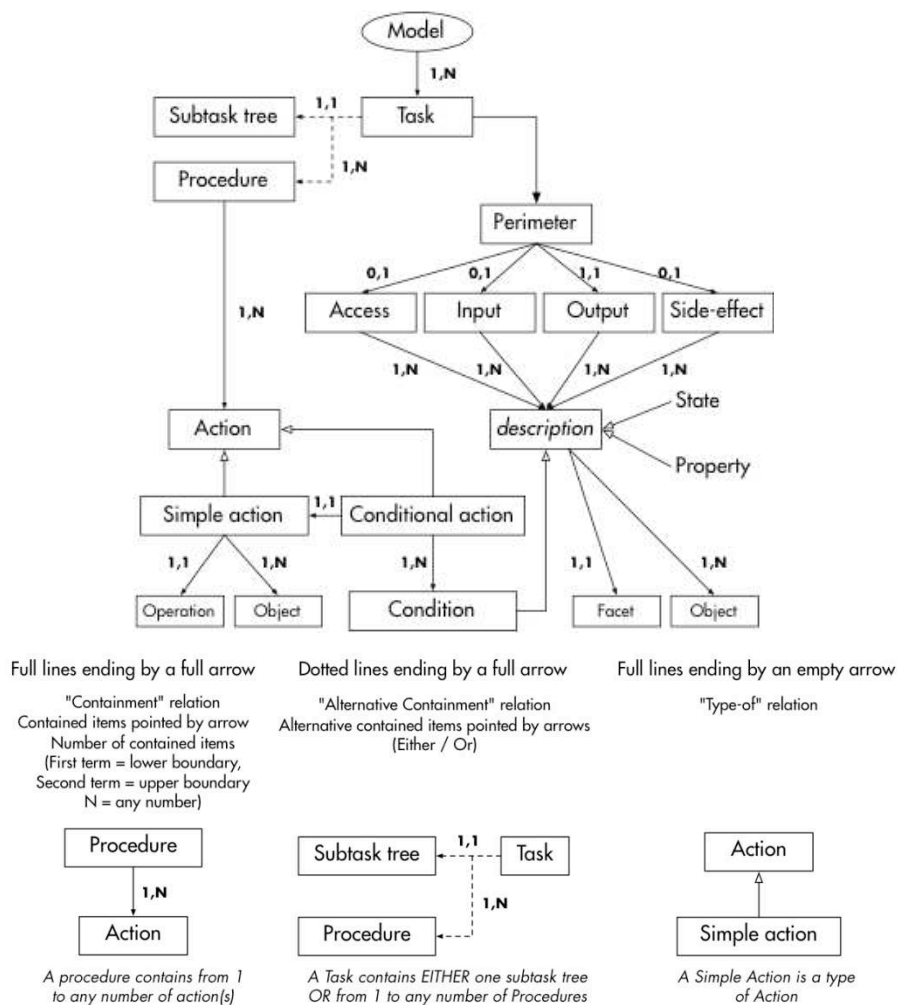 Model
1,N
1,1
Subtask tree
Task
1,N
Procedure
Perimeter
0,1
0,1
1,1
0,1
Access
Input
Output
Side-effect
1,N
1,N
1,N
1,N
1,N
State
Action
description
Property
Simple action
1,1
Conditional action
1,1
1,N
1,N
1,1
1,N
Operation
Object
Condition
Facet
Object
Full lines ending by a full arrow
"Containment" relation
Contained items pointed by arrow
Number of contained items
(First term = lower boundary,
Second term = upper boundary
N = any number)
Dotted lines ending by a full arrow
"Alternative Containment" relation
Alternative contained items pointed by arrows
(Either / Or)
Full lines ending by an empty arrow
"Type-of" relation
Procedure
1,N
Action
A procedure contains from 1
to any number of action(s)
Subtask tree
1,1
Task
1,N
Procedure
A Task contains EITHER one subtask tree
OR from 1 to any number of Procedures
Action
Simple action
A Simple Action is a type
of Action